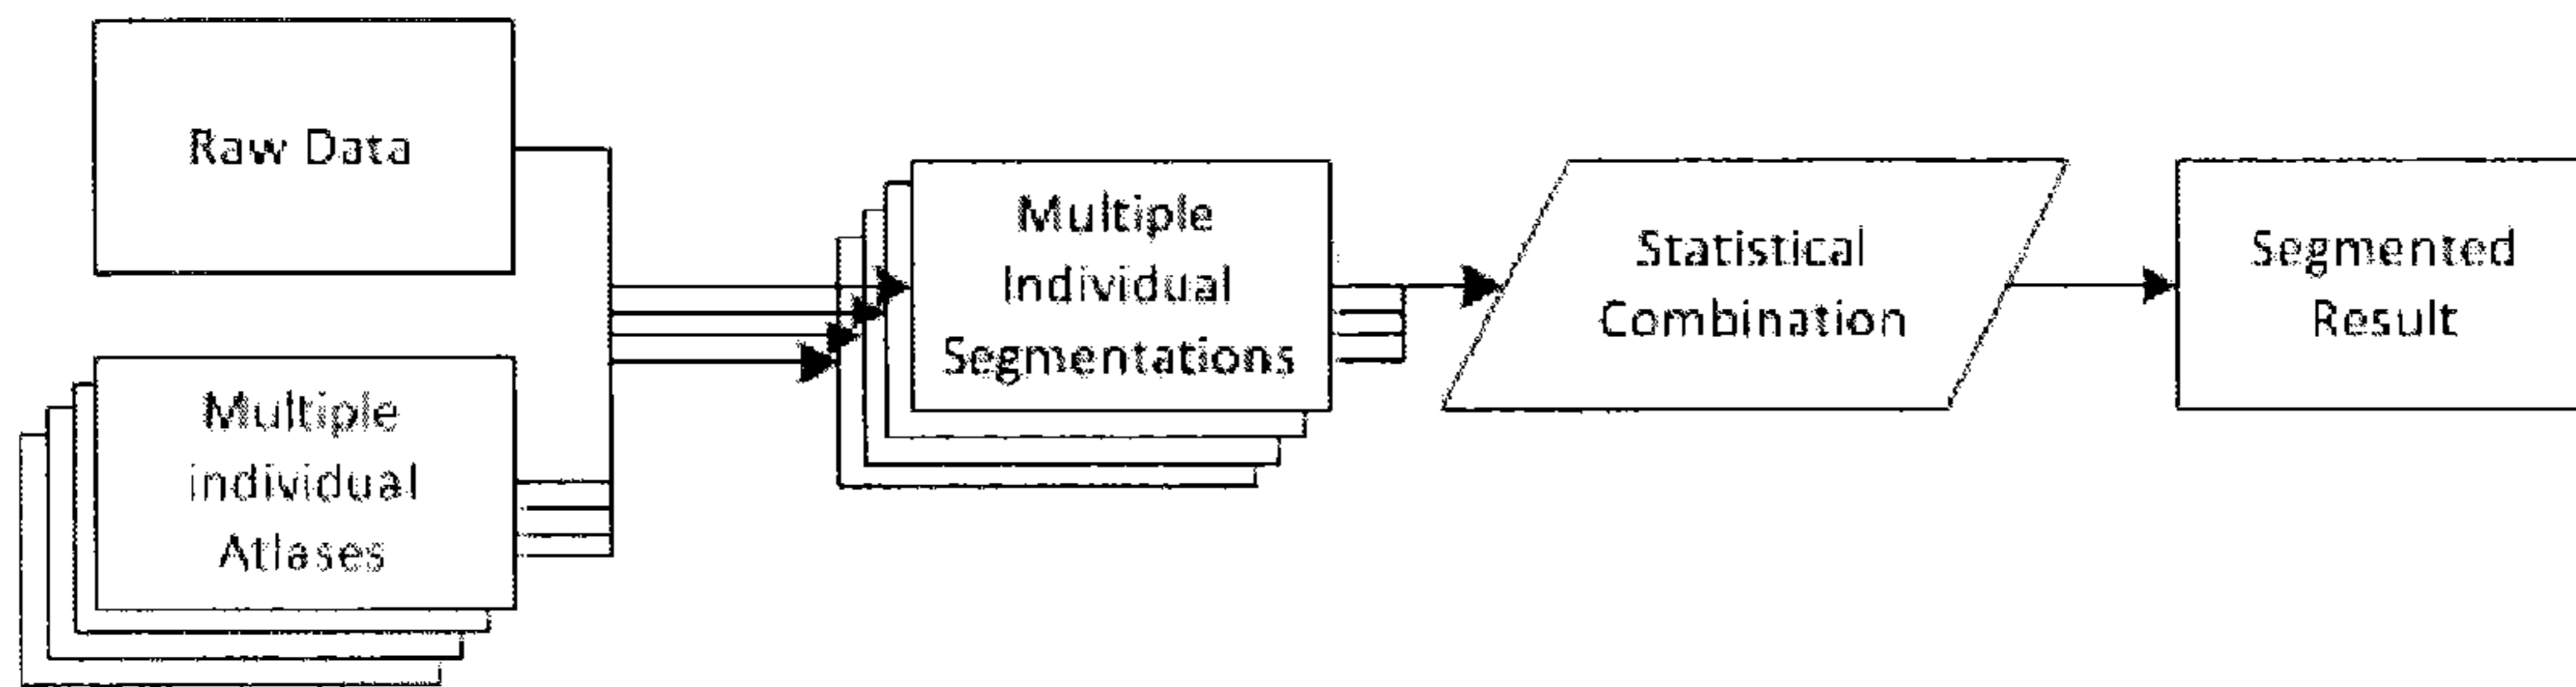 Raw Data
Multiple
individual
Atlases
Multiple
Individual
Segmentations
Statistical
Combination
Segmented
Result